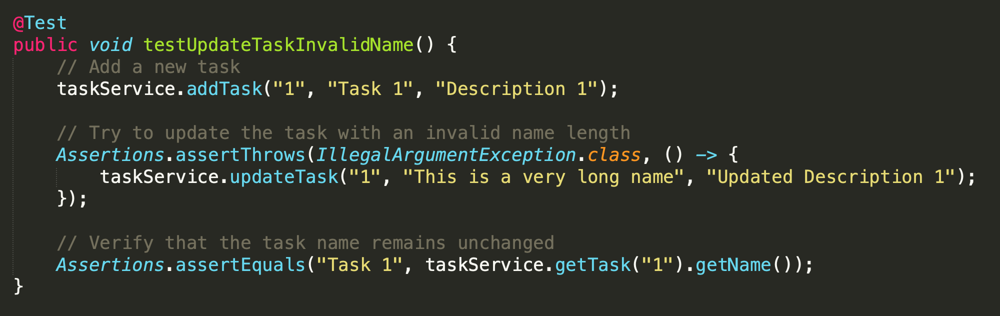 @Test
public void testUpdateTaskInvalidName() {
    // Add a new task
    taskService.addTask("1", "Task 1", "Description 1");

    // Try to update the task with an invalid name length
    Assertions.assertThrows(IllegalArgumentException.class, () -> {
        taskService.updateTask("1", "This is a very long name", "Updated Description 1");
    });

    // Verify that the task name remains unchanged
    Assertions.assertEquals("Task 1", taskService.getTask("1").getName());
}